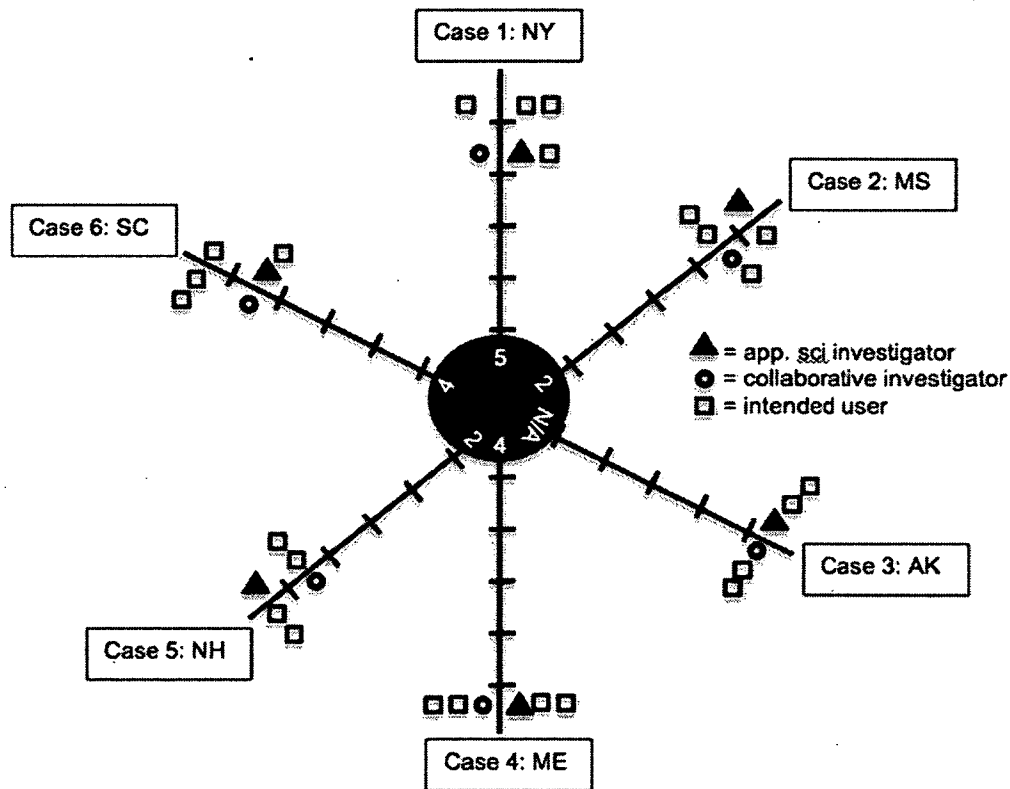 Case 1: NY
Case 2: MS
Case 6: SC
5
4
2
▲ = app. sci investigator
= collaborative investigator
= intended user
N/A
2
4
Case 3: AK
Case 5: NH
Case 4: ME